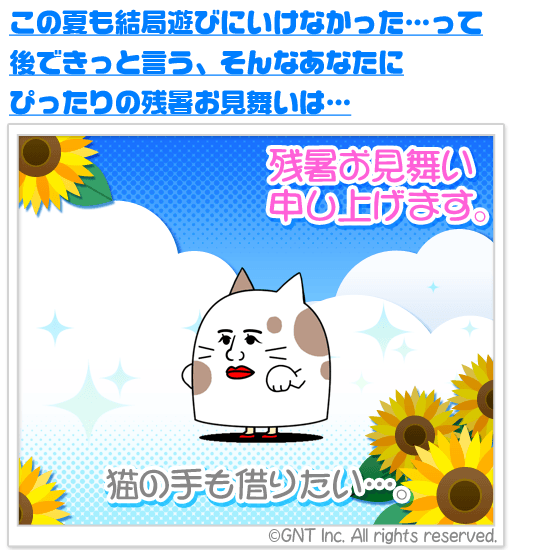 この夏も結局遊びにいけなかった…って
後できっと言う、そんなあなたに
ぴったりの残暑お見舞いは…
残暑お見舞い
申し上げます。
猫の手も借りたい…。
©GNT Inc. All rights reserved.